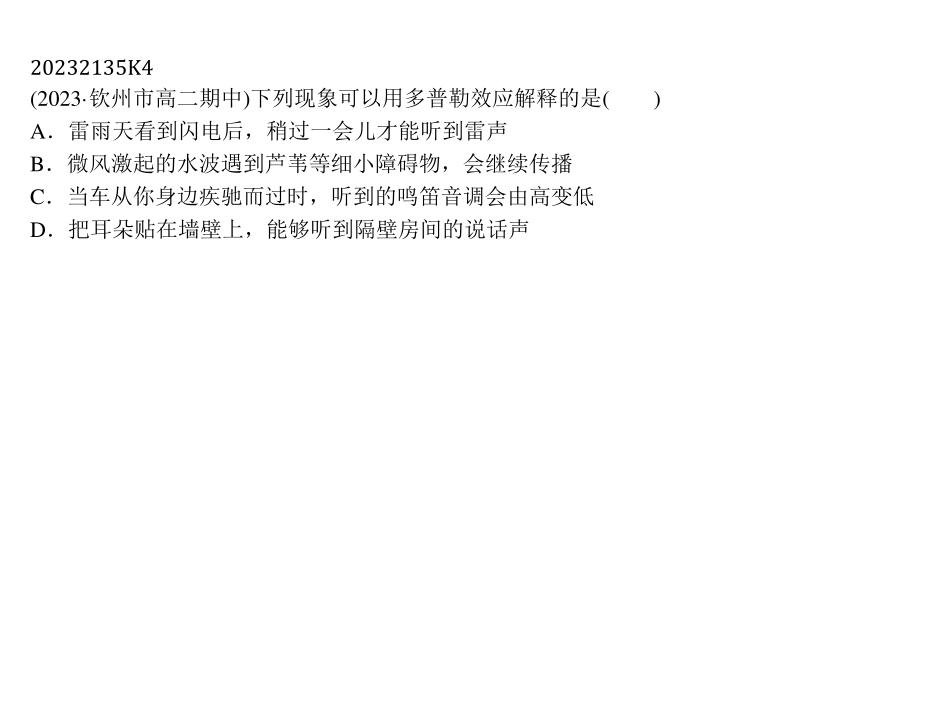 20232135K4
(2023·钦州市高二期中)下列现象可以用多普勒效应解释的是(　　)
A．雷雨天看到闪电后，稍过一会儿才能听到雷声
B．微风激起的水波遇到芦苇等细小障碍物，会继续传播
C．当车从你身边疾驰而过时，听到的鸣笛音调会由高变低
D．把耳朵贴在墙壁上，能够听到隔壁房间的说话声